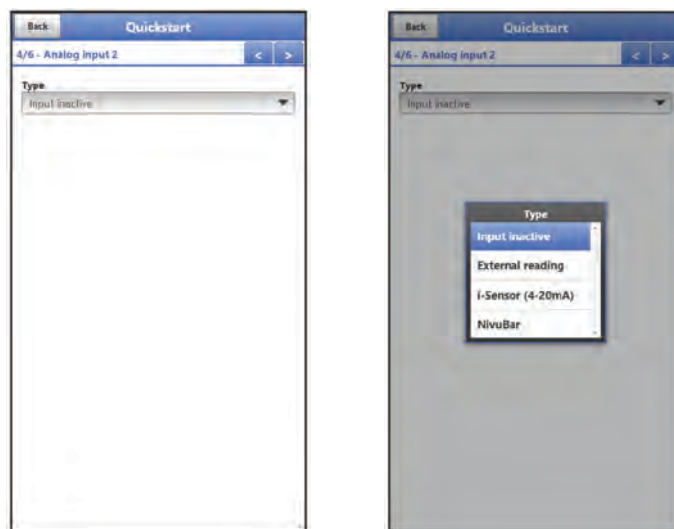 Back Quickstart
4/6 - Analog input 2 < >
Type
Input inactive
Back Quickstart
4/6 - Analog input 2 < >
Type
Input inactive
Type
Input inactive
External reading
i-Sensor (4-20mA)
NivuBar